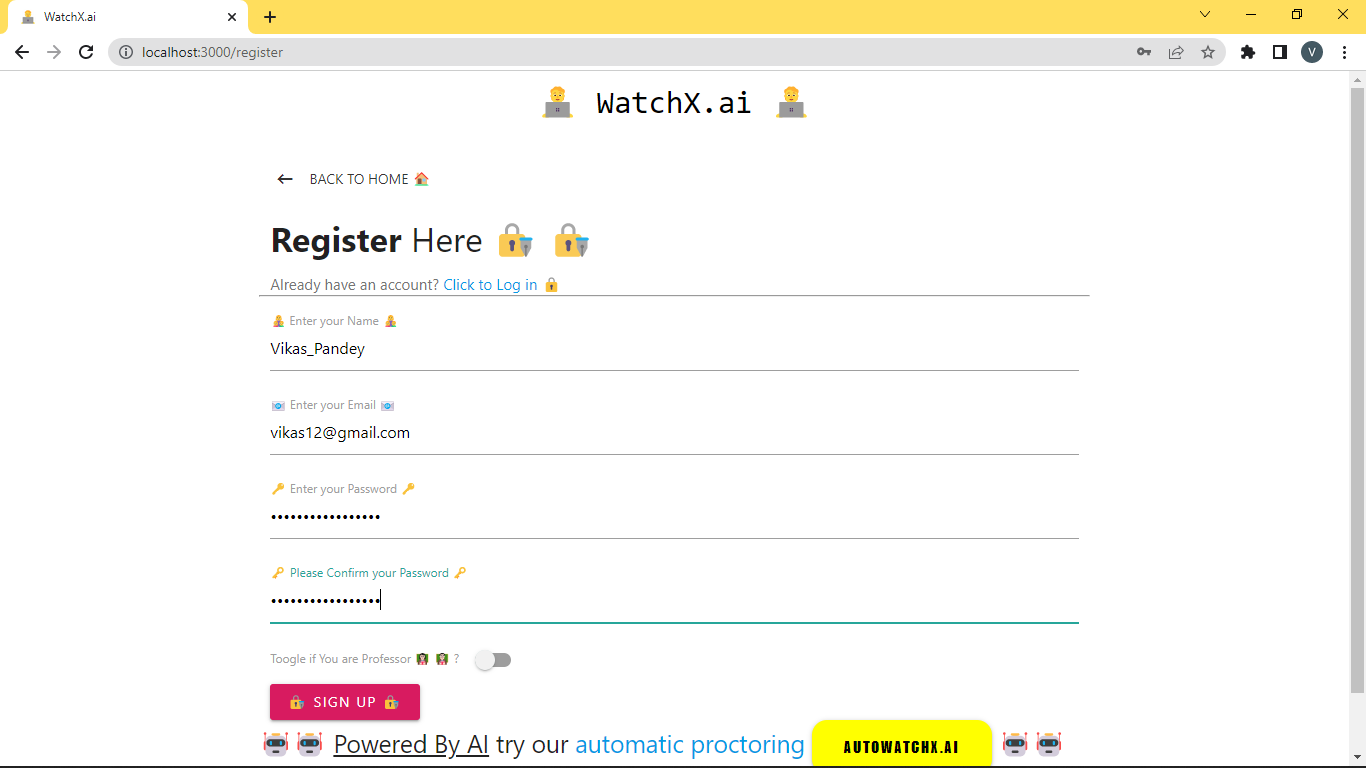 WatchX.ai
localhost:3000/register
V
WatchX.ai
BACK TO HOME
Register Here
Already have an account? Click to Log in
Enter your Name
Vikas_Pandey
Enter your Email
vikas12@gmail.com
Enter your Password
•••••••••••••••••
Please Confirm your Password
•••••••••••••••••
Toogle if You are Professor ?
SIGN UP
Powered By AI try our automatic proctoring AUTOWATCHX.AI